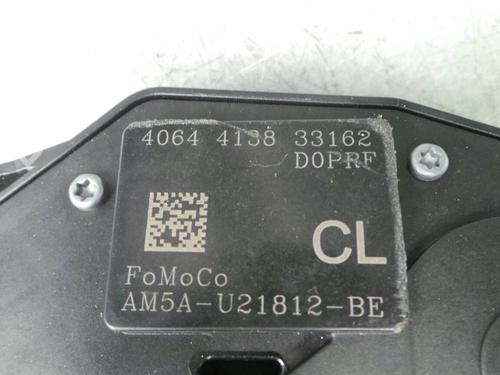 4064 4138 33162
D0PRF
CL
FoMoCo
AM5A-U21812-BE